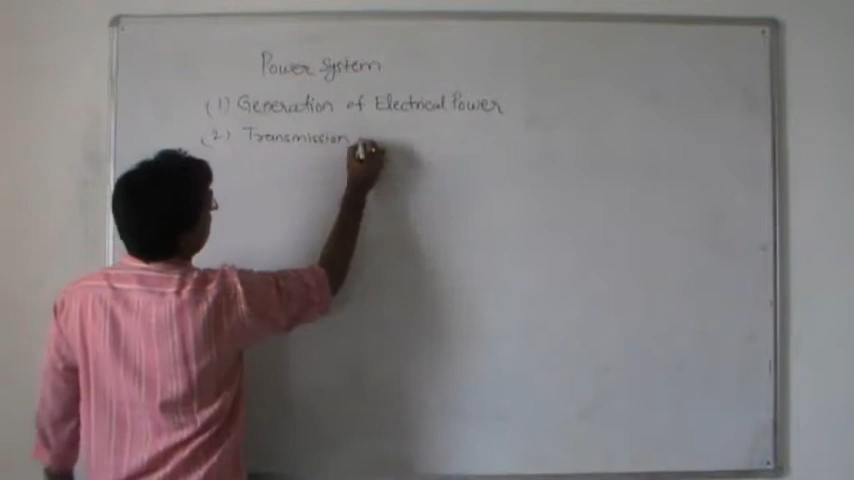 Power System
(1) Generation of Electrical Power
(2) Transmission